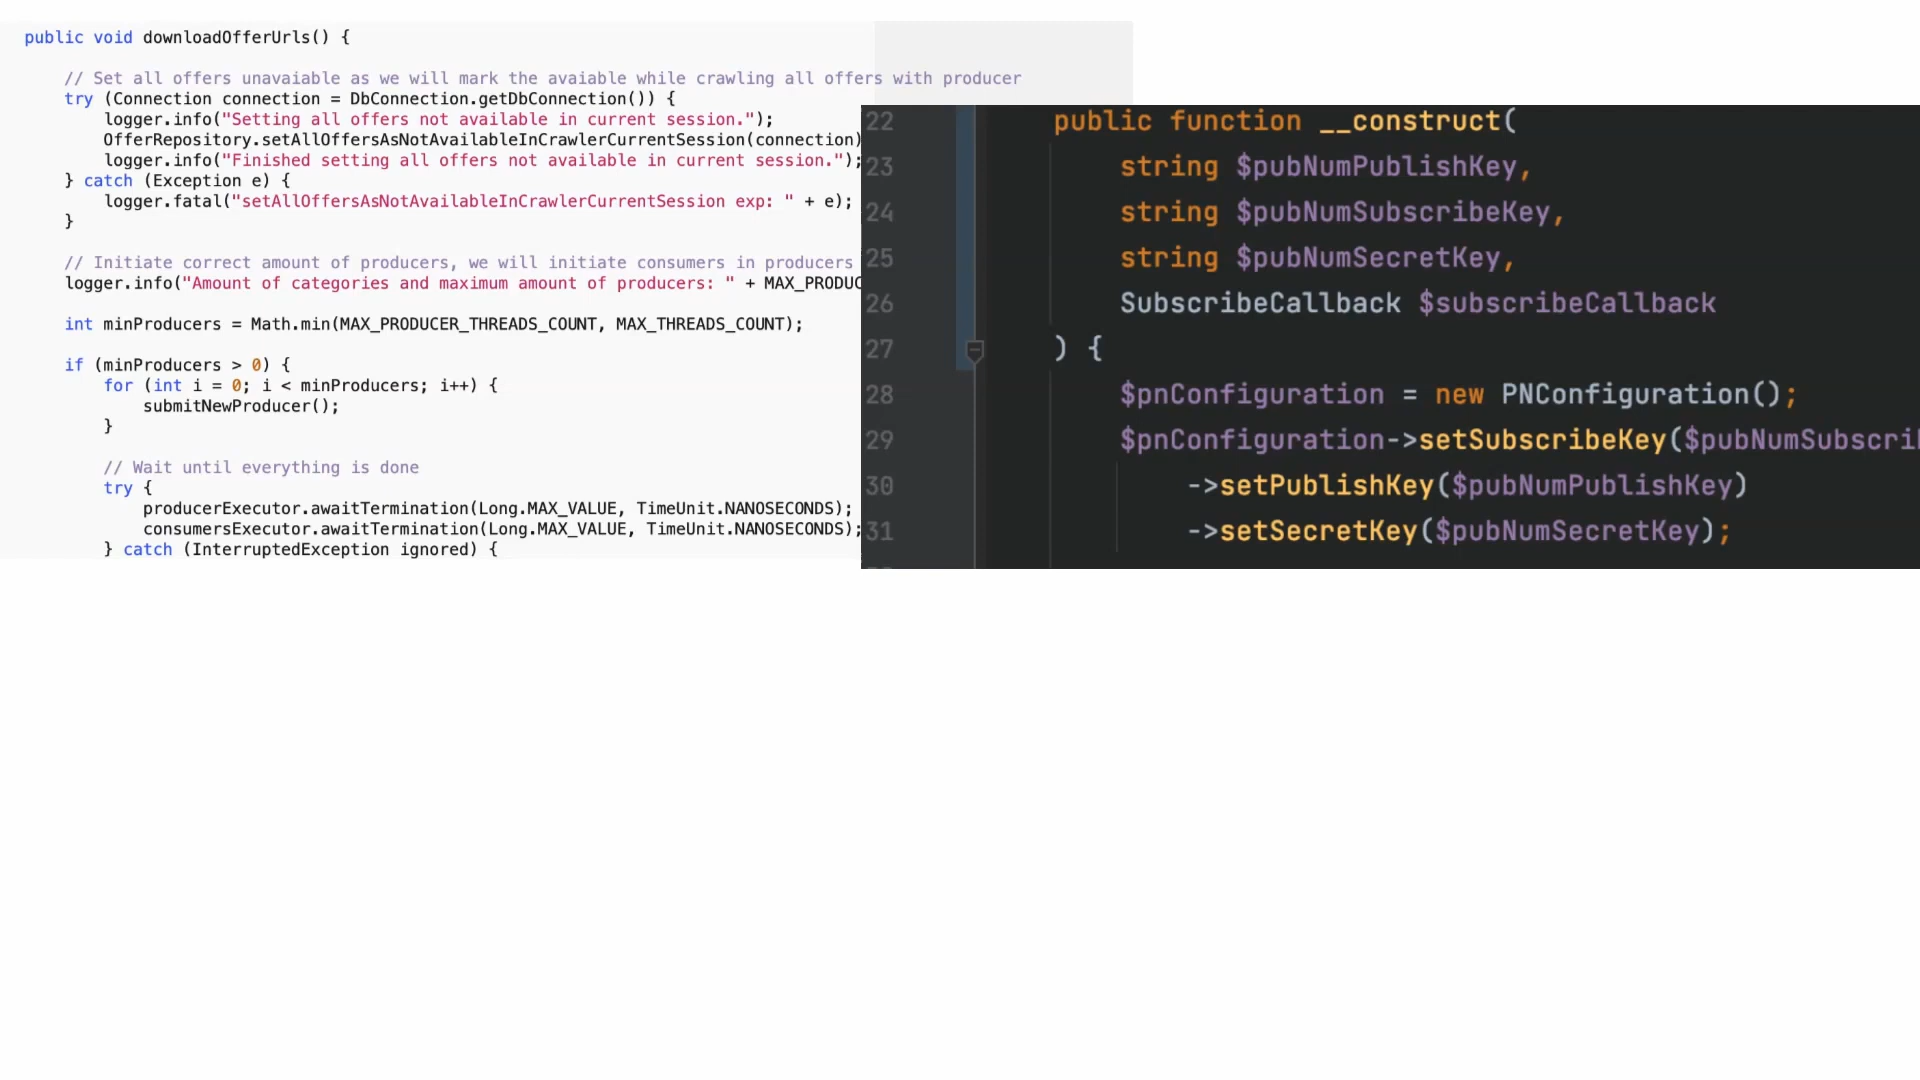 public void downloadOfferUrls() {
// Set all offers unavaiable as we will mark the avaiable while crawling all offers with producer
try (Connection connection = DbConnection.getDbConnection()) {
logger.info("Setting all offers not available in current session.");
OfferRepository.setAllOffersAsNotAvailableInCrawlerCurrentSession(connection)
logger.info("Finished setting all offers not available in current session.");
} catch (Exception e) {
logger.fatal("setAllOffersAsNotAvailableInCrawlerCurrentSession exp: " + e);
}
// Initiate correct amount of producers, we will initiate consumers in producers
logger.info("Amount of categories and maximum amount of producers: " + MAX_PRODUC
int minProducers = Math.min(MAX_PRODUCER_THREADS_COUNT, MAX_THREADS_COUNT);
if (minProducers > 0) {
for (int i = 0; i < minProducers; i++) {
submitNewProducer();
}
// Wait until everything is done
try {
producerExecutor.awaitTermination(Long.MAX_VALUE, TimeUnit.NANOSECONDS);
consumersExecutor.awaitTermination(Long.MAX_VALUE, TimeUnit.NANOSECONDS);
} catch (InterruptedException ignored) {
22 public function __construct(
23 string $pubNumPublishKey,
24 string $pubNumSubscribeKey,
25 string $pubNumSecretKey,
26 SubscribeCallback $subscribeCallback
27 ) {
28 $pnConfiguration = new PNConfiguration();
29 $pnConfiguration->setSubscribeKey($pubNumSubscri
30 ->setPublishKey($pubNumPublishKey)
31 ->setSecretKey($pubNumSecretKey);